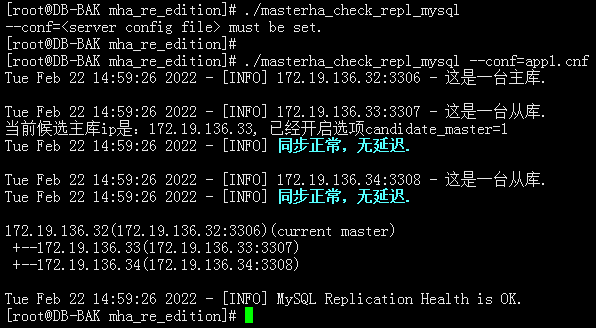 [root@DB-BAK mha_re_edition]# ./masterha_check_repl_mysql
--conf=<server config file> must be set.
[root@DB-BAK mha_re_edition]#
[root@DB-BAK mha_re_edition]# ./masterha_check_repl_mysql --conf=app1.cnf
Tue Feb 22 14:59:26 2022 - [INFO] 172.19.136.32:3306 - 这是一台主库.
Tue Feb 22 14:59:26 2022 - [INFO] 172.19.136.33:3307 - 这是一台从库.
当前候选主库ip是: 172.19.136.33, 已经开启选项candidate_master=1
Tue Feb 22 14:59:26 2022 - [INFO] 同步正常，无延迟.
Tue Feb 22 14:59:26 2022 - [INFO] 172.19.136.34:3308 - 这是一台从库.
Tue Feb 22 14:59:26 2022 - [INFO] 同步正常，无延迟.
172.19.136.32(172.19.136.32:3306)(current master)
 +--172.19.136.33(172.19.136.33:3307)
 +--172.19.136.34(172.19.136.34:3308)
Tue Feb 22 14:59:26 2022 - [INFO] MySQL Replication Health is OK.
[root@DB-BAK mha_re_edition]#